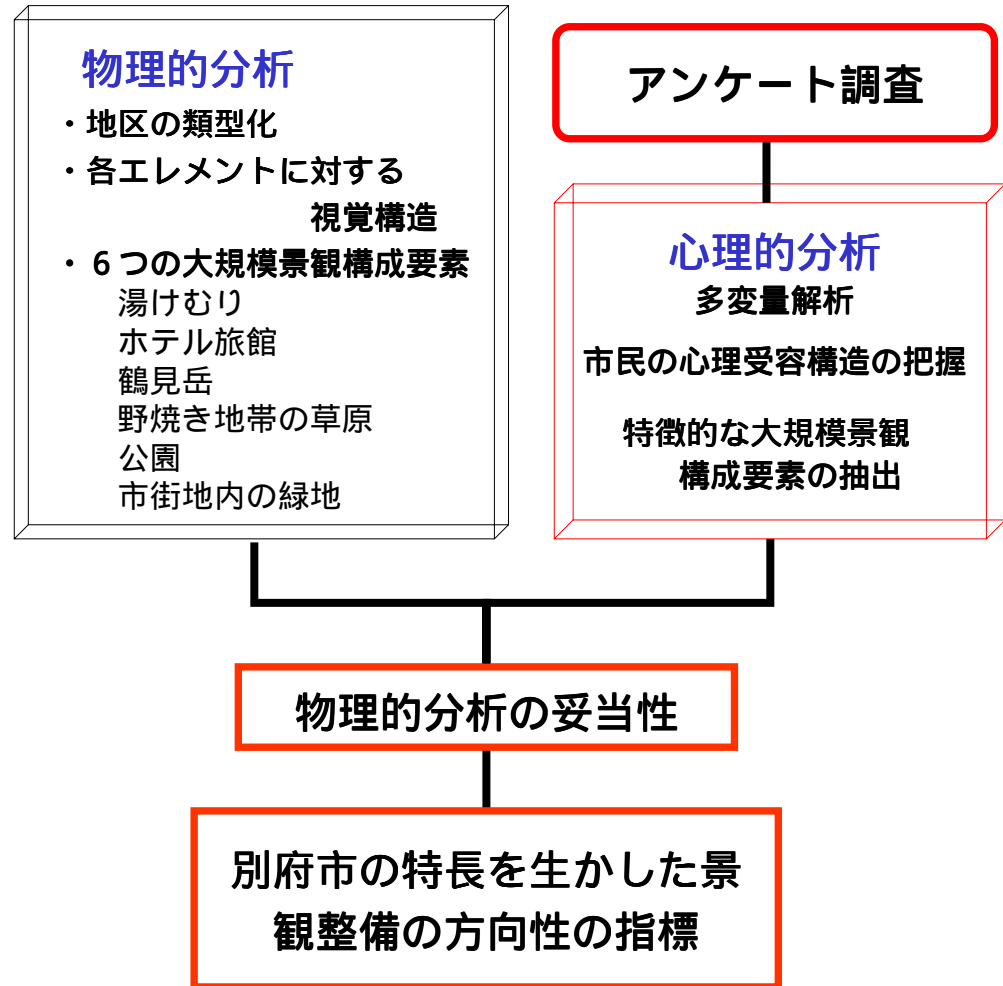 物理的分析
・地区の類型化
・各エレメントに対する
視覚構造
・６つの大規模景観構成要素
湯けむり
ホテル旅館
鶴見岳
野焼き地帯の草原
公園
市街地内の緑地
アンケート調査
心理的分析
多変量解析
市民の心理受容構造の把握
特徴的な大規模景観
構成要素の抽出
物理的分析の妥当性
別府市の特長を生かした景
観整備の方向性の指標